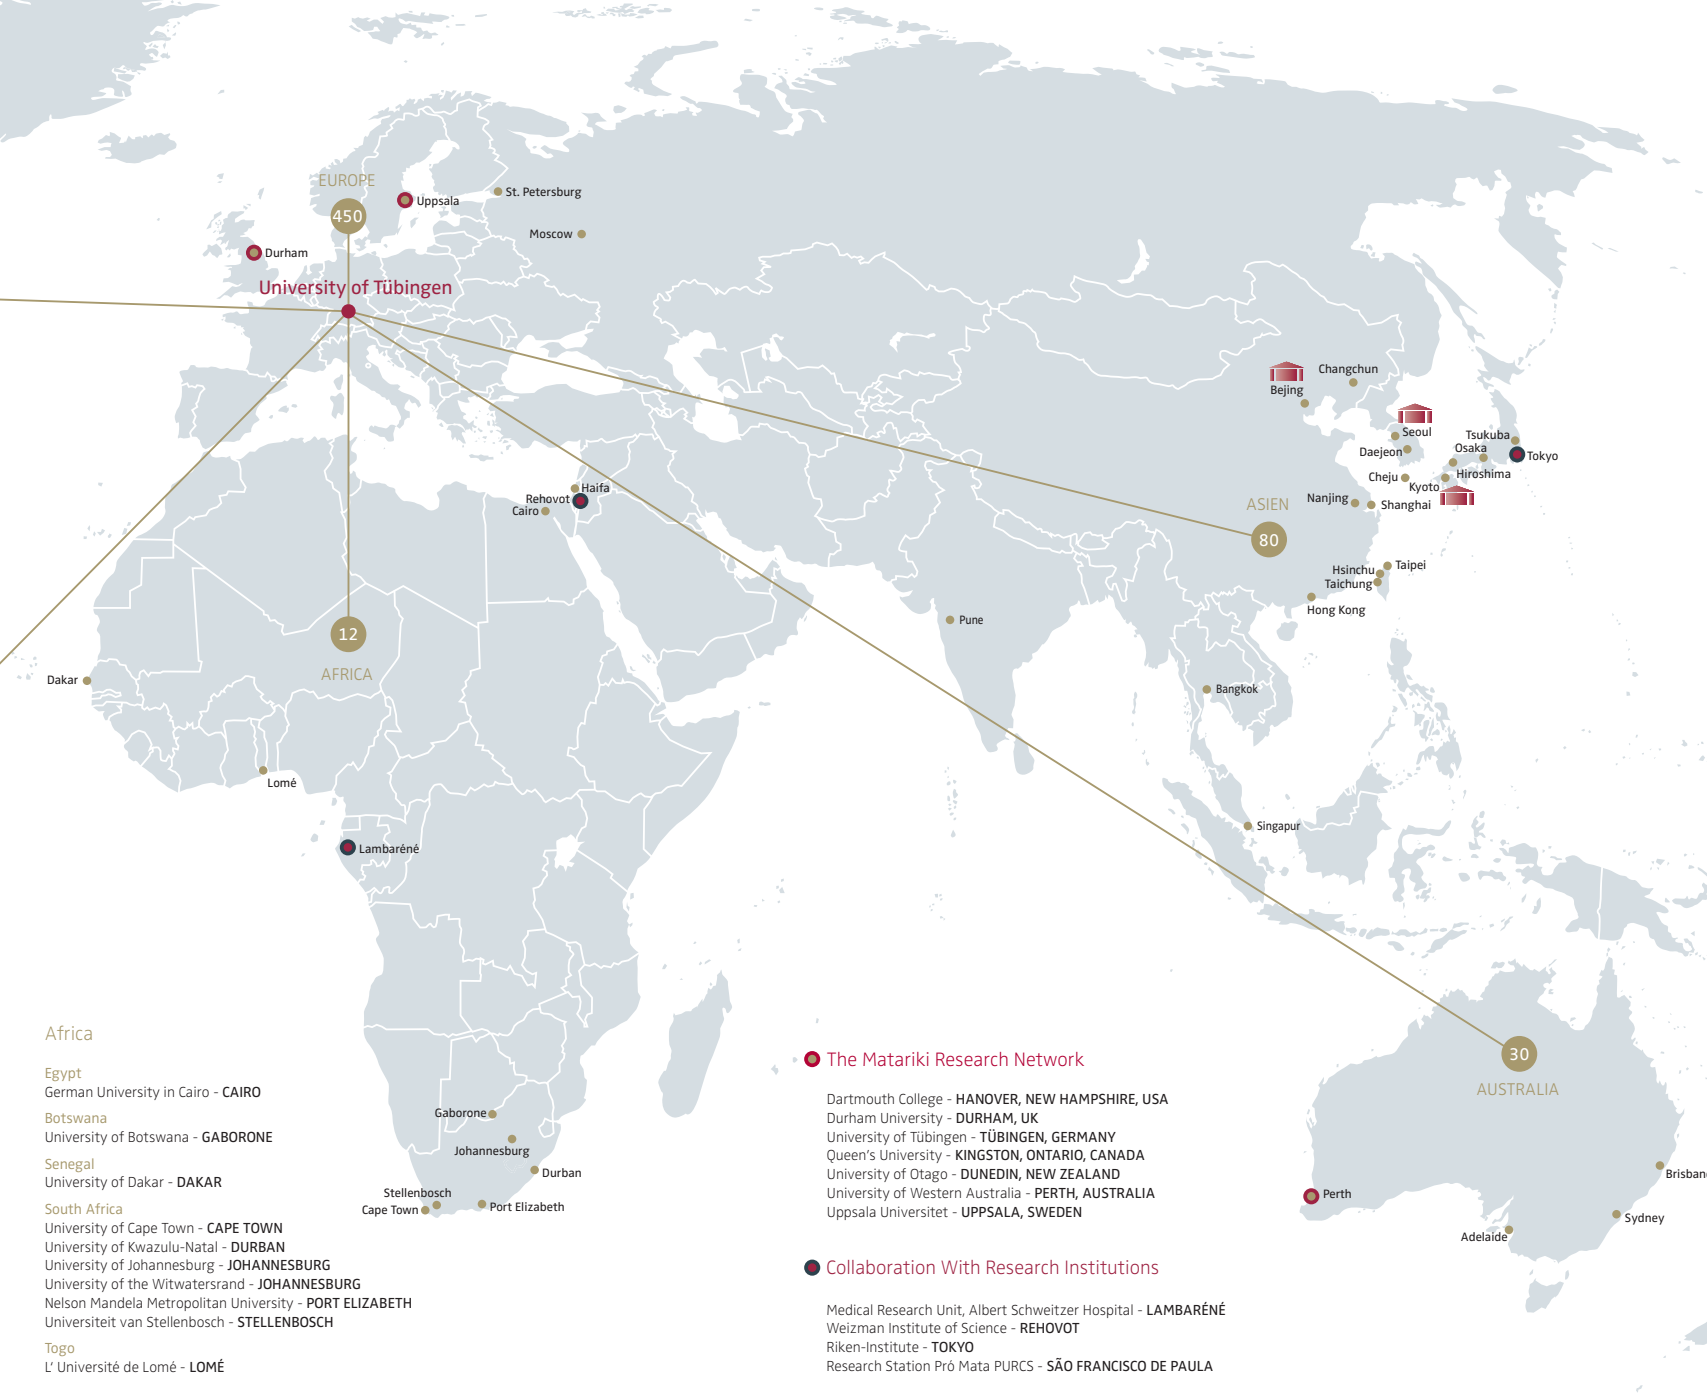 EUROPE
450
Uppsala
St. Petersburg
Moscow
Durham
University of Tübingen
Changchun
Bejing
Seoul
Daejeon
Tsukuba
Osaka
Tokyo
Hiroshima
Cheju
Kyoto
Haifa
Rehovot
Cairo
Nanjing
Shanghai
ASIEN
80
Hsinchu
Taipei
Taichung
Hong Kong
Pune
12
AFRICA
Dakar
Bangkok
Lomé
Singapur
Lambaréné
30
AUSTRALIA
Gaborone
Johannesburg
Durban
Stellenbosch
Cape Town
Port Elizabeth
Perth
Brisban
Sydney
Adelaide
Africa
Egypt
German University in Cairo - CAIRO
Botswana
University of Botswana - GABORONE
Senegal
University of Dakar - DAKAR
South Africa
University of Cape Town - CAPE TOWN
University of Kwazulu-Natal - DURBAN
University of Johannesburg - JOHANNESBURG
University of the Witwatersrand - JOHANNESBURG
Nelson Mandela Metropolitan University - PORT ELIZABETH
Universiteit van Stellenbosch - STELLENBOSCH
Togo
L' Université de Lomé - LOMÉ
The Matariki Research Network
Dartmouth College - HANOVER, NEW HAMPSHIRE, USA
Durham University - DURHAM, UK
University of Tübingen - TÜBINGEN, GERMANY
Queen's University - KINGSTON, ONTARIO, CANADA
University of Otago - DUNEDIN, NEW ZEALAND
University of Western Australia - PERTH, AUSTRALIA
Uppsala Universitet - UPPSALA, SWEDEN
Collaboration With Research Institutions
Medical Research Unit, Albert Schweitzer Hospital - LAMBARÉNÉ
Weizman Institute of Science - REHOVOT
Riken-Institute - TOKYO
Research Station Pró Mata PURCS - SÃO FRANCISCO DE PAULA